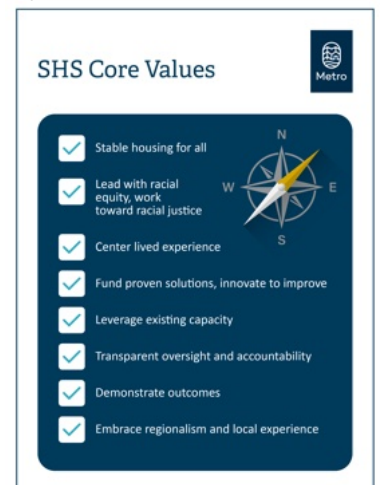 SHS Core Values
Metro
Stable housing for all
N
W
E
S
Lead with racial
equity, work
toward racial justice
Center lived experience
Fund proven solutions, innovate to improve
Leverage existing capacity
Transparent oversight and accountability
Demonstrate outcomes
Embrace regionalism and local experience